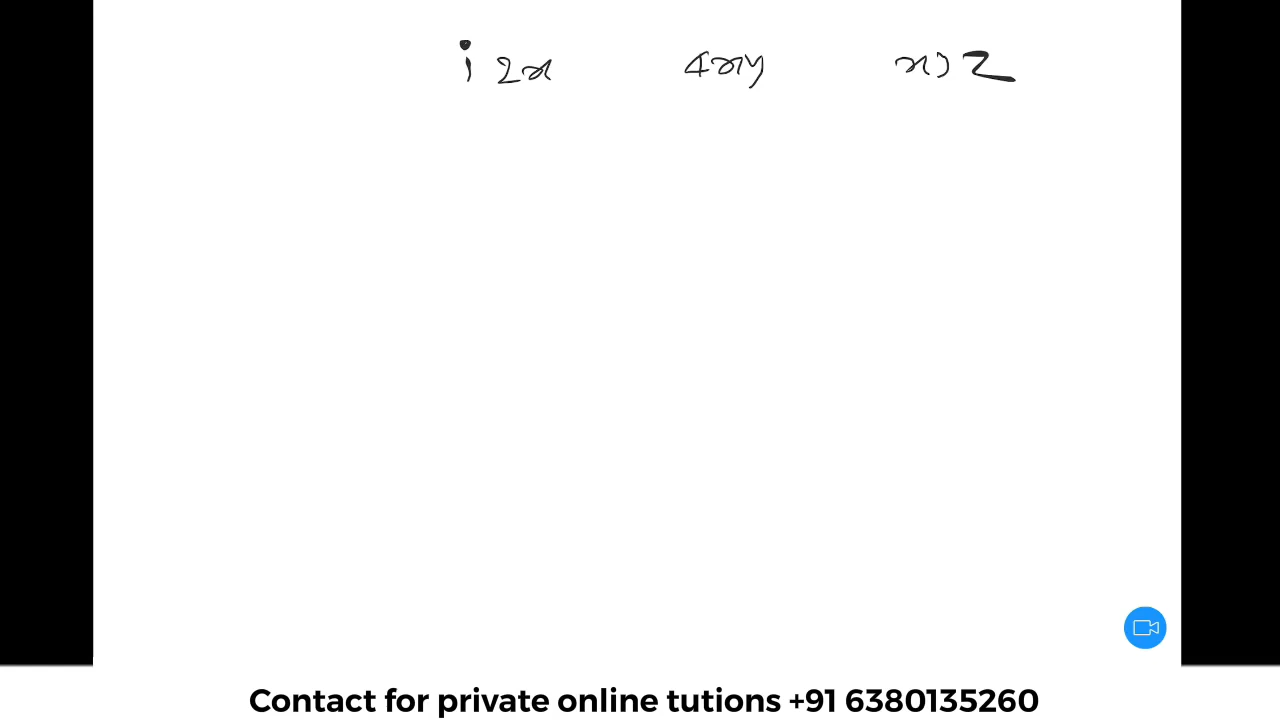 i 2x 4xy x) z
Contact for private online tutions +91 6380135260